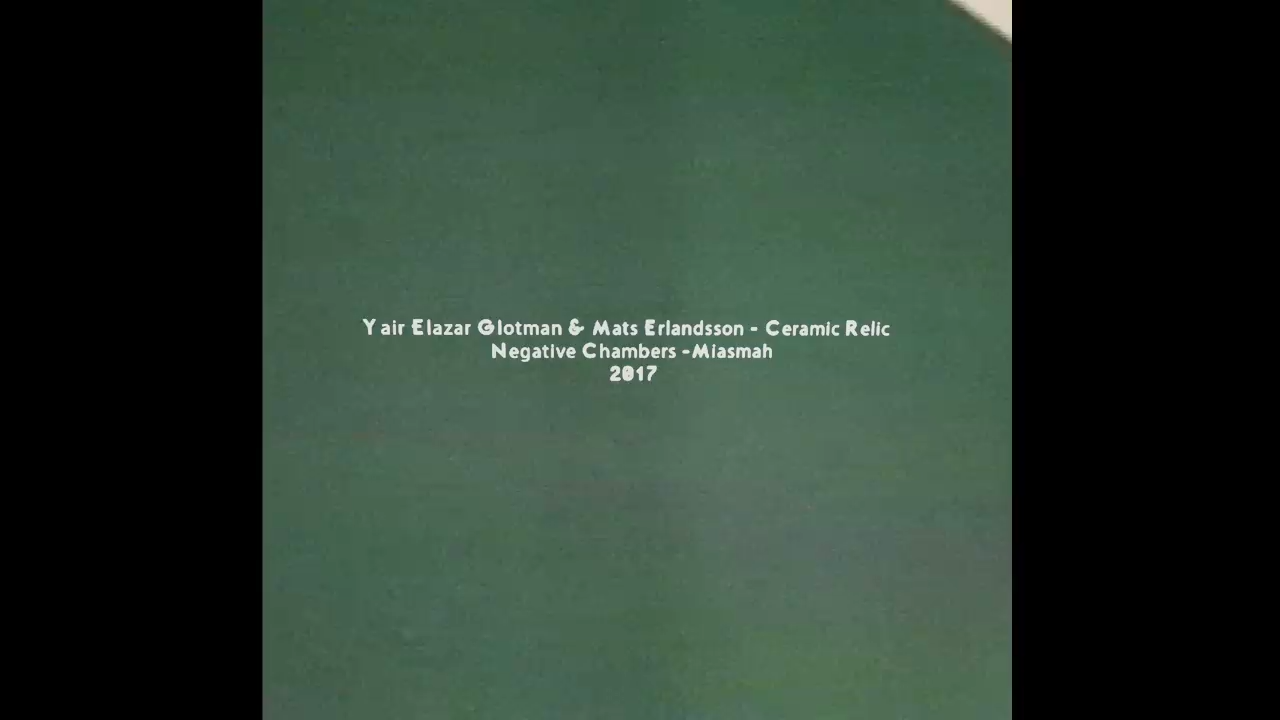 Yair Elazar Glotman & Mats Erlandsson - Ceramic Relic
Negative Chambers -Miasmah
2017